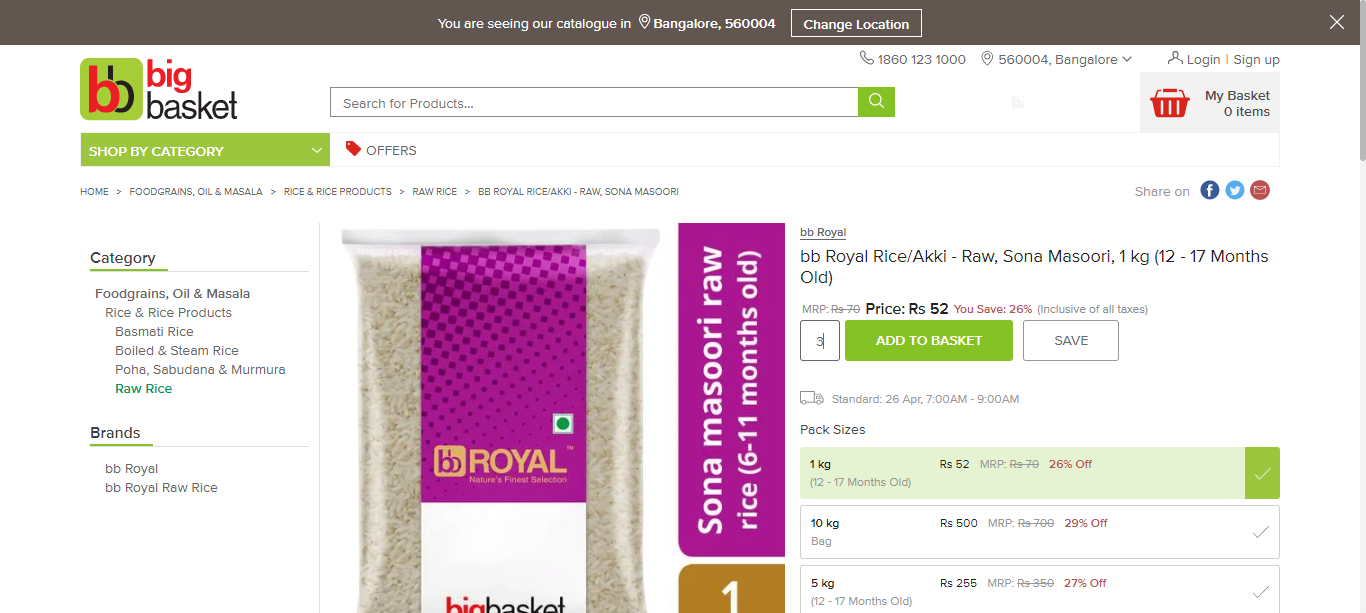 You are seeing our catalogue in Bangalore, 560004 Change Location
1860 123 1000 560004, Bangalore Login | Sign up
big
basket
Search for Products...
My Basket
0 items
SHOP BY CATEGORY
OFFERS
HOME > FOODGRAINS, OIL & MASALA > RICE & RICE PRODUCTS > RAW RICE > BB ROYAL RICE/AKKI - RAW, SONA MASOORI
Share on
Category
Foodgrains, Oil & Masala
Rice & Rice Products
Basmati Rice
Boiled & Steam Rice
Poha, Sabudana & Murmura
Raw Rice
Brands
bb Royal
bb Royal Raw Rice
bb ROYAL™
Nature's Finest Selection
bigbasket
Sona masoori raw
rice (6-11 months old)
1
bb Royal
bb Royal Rice/Akki - Raw, Sona Masoori, 1 kg (12 - 17 Months
Old)
MRP: Rs 70 Price: Rs 52 You Save: 26% (Inclusive of all taxes)
3 ADD TO BASKET SAVE
Standard: 26 Apr, 7:00AM - 9:00AM
Pack Sizes
1 kg Rs 52 MRP: Rs 70 26% Off
(12 - 17 Months Old)
10 kg Rs 500 MRP: Rs 700 29% Off
Bag
5 kg Rs 255 MRP: Rs 350 27% Off
(12 - 17 Months Old)